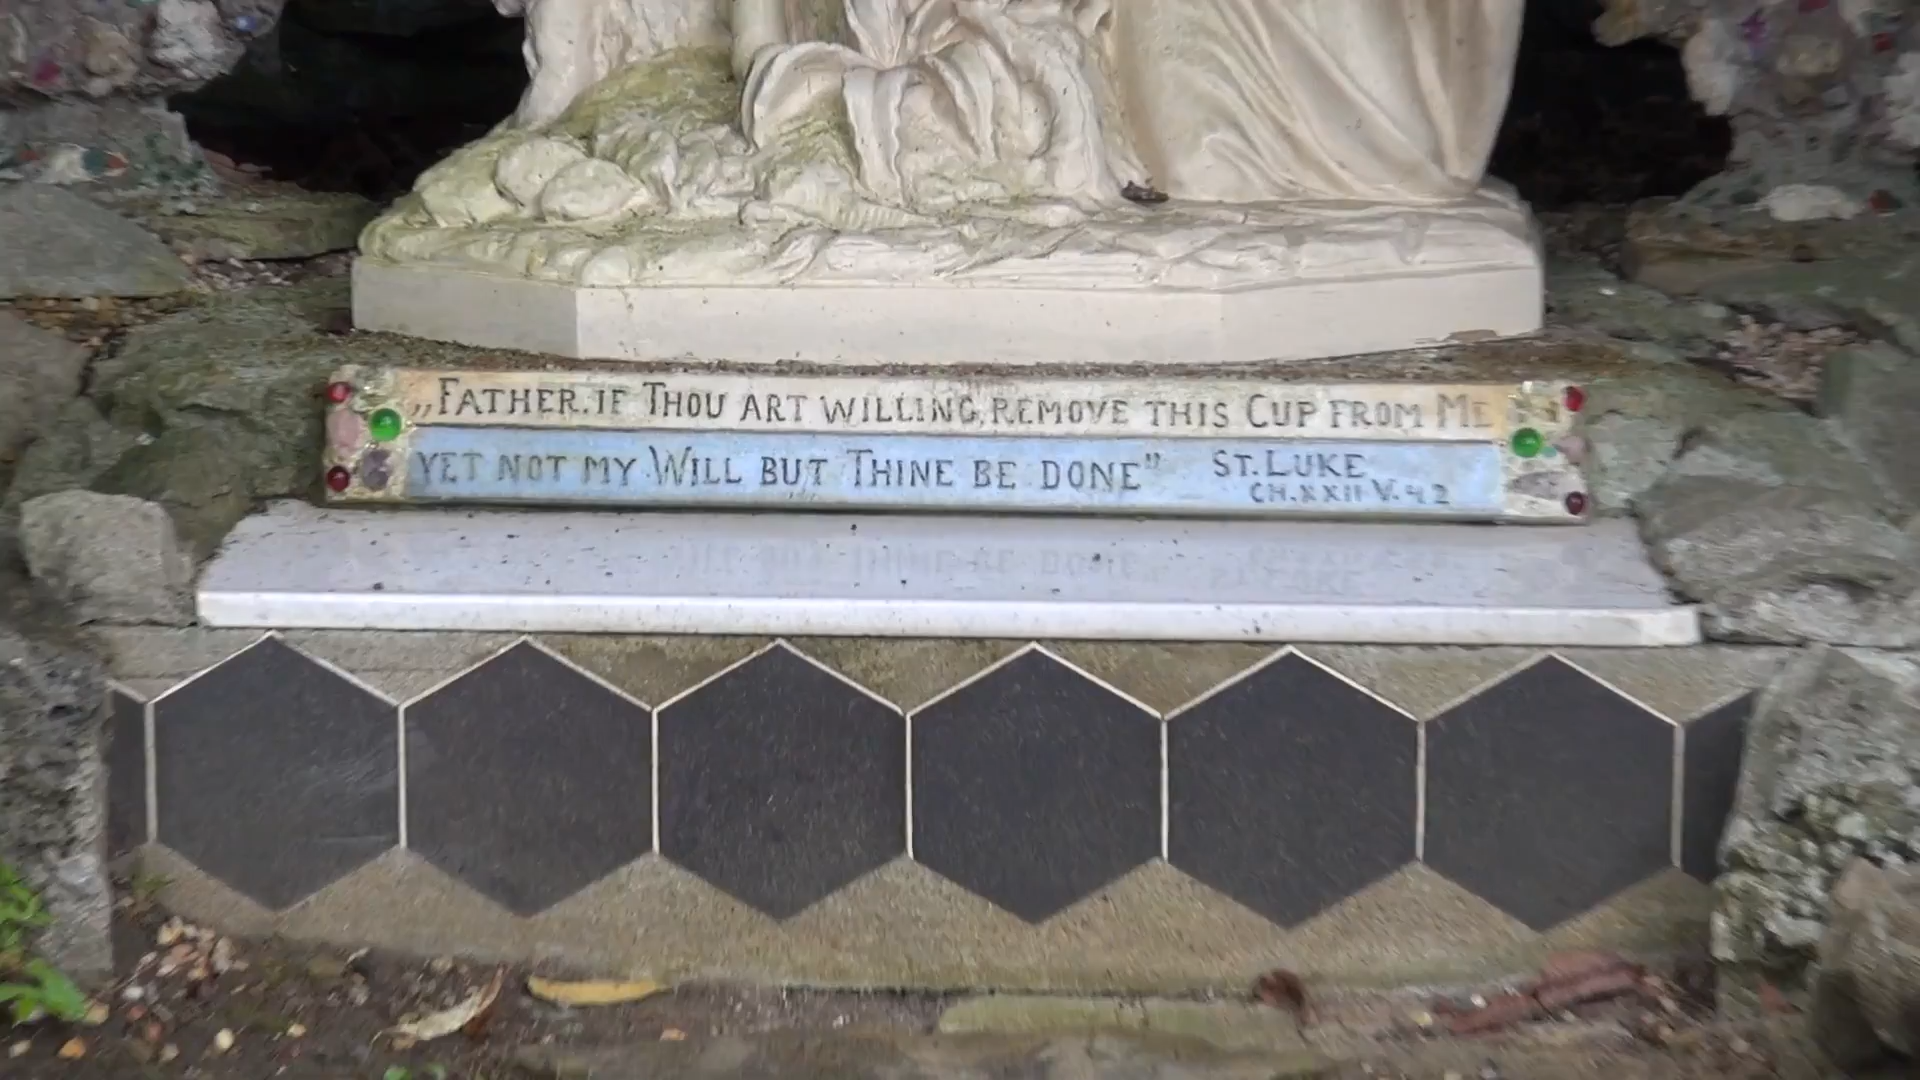 „FATHER. IF THOU ART WILLING, REMOVE THIS CUP FROM ME
YET NOT MY WILL BUT THINE BE DONE” ST. LUKE
CH. XXII V. 42